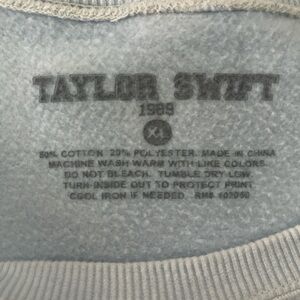 TAYLOR SWIFT
1989
XL
80% COTTON 20% POLYESTER. MADE IN CHINA
MACHINE WASH WARM WITH LIKE COLORS.
DO NOT BLEACH. TUMBLE DRY LOW.
TURN INSIDE OUT TO PROTECT PRINT
COOL IRON IF NEEDED. RN#